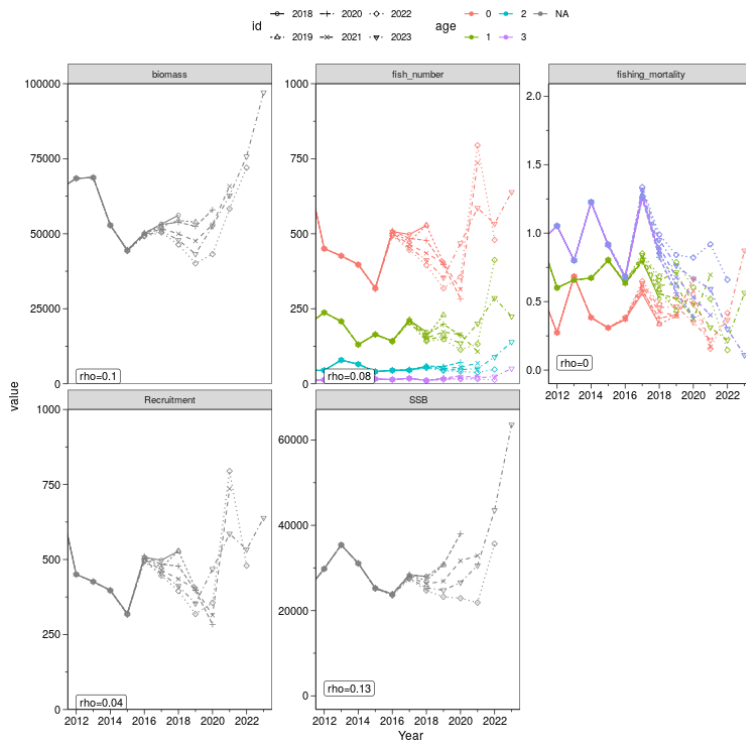 id 2018 2020 2022 age 0 2 NA
2019 2021 2023 1 3
biomass fish_number fishing_mortality
100000
75000
50000
25000
0
rho=0.1
1000
750
500
250
0
rho=0.08
2.0
1.5
1.0
0.5
0.0
rho=0
2012 2014 2016 2018 2020 2022
value
Recruitment SSB
1000
750
500
250
0
rho=0.04
2012 2014 2016 2018 2020 2022
60000
40000
20000
0
rho=0.13
2012 2014 2016 2018 2020 2022
Year